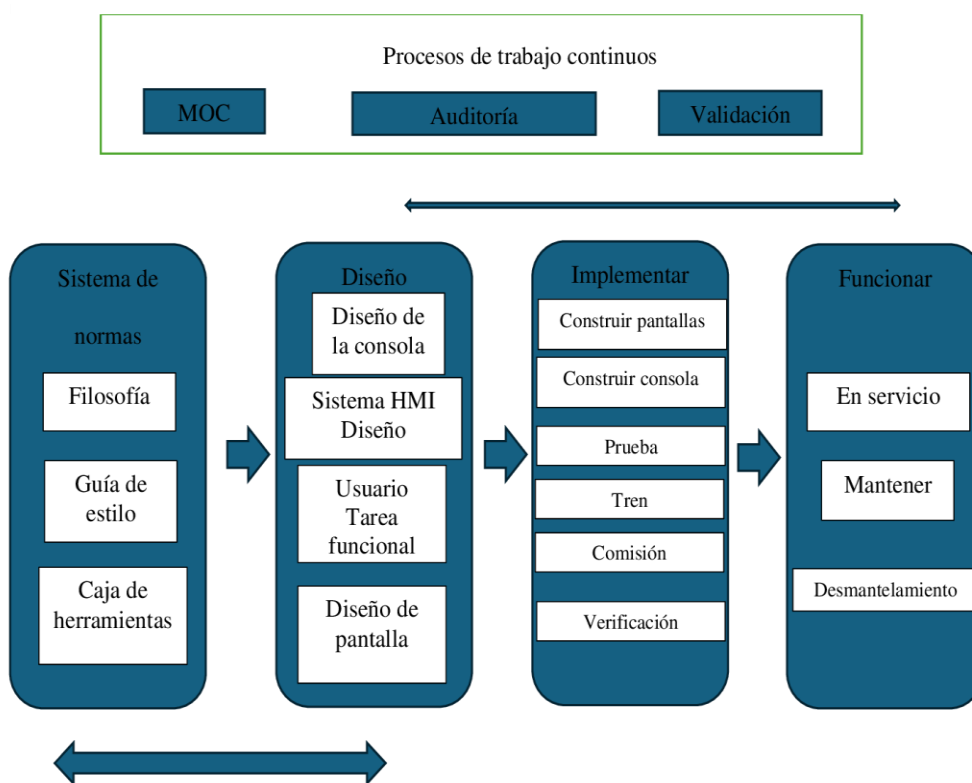 Procesos de trabajo continuos
MOC
Auditoría
Validación
Sistema de
normas
Filosofía
Guía de
estilo
Caja de
herramientas
Diseño
Diseño de
la consola
Sistema HMI
Diseño
Usuario
Tarea
funcional
Diseño de
pantalla
Implementar
Construir pantallas
Construir consola
Prueba
Tren
Comisión
Verificación
Funcionar
En servicio
Mantener
Desmantelamiento